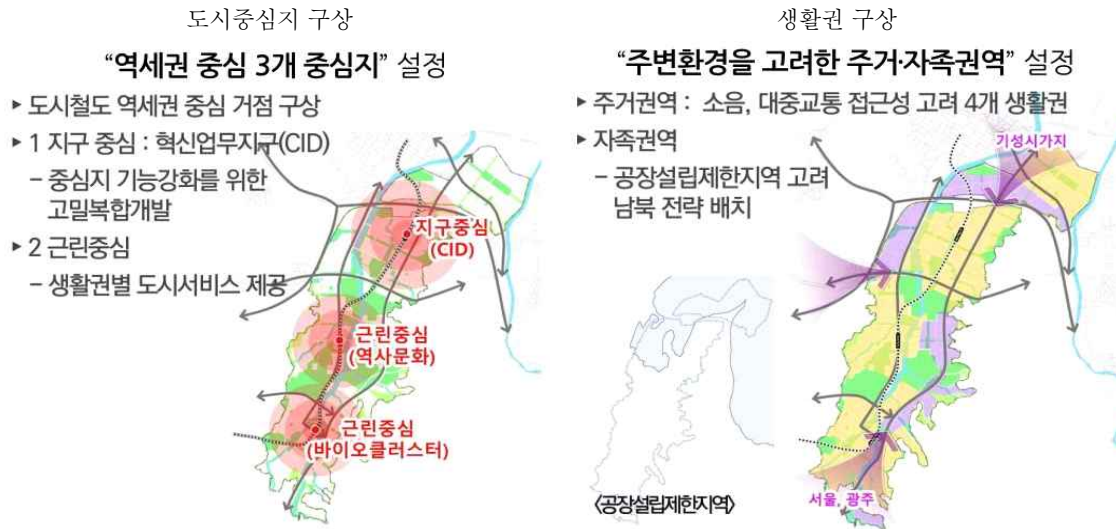 도시중심지 구상
“역세권 중심 3개 중심지” 설정
▸ 도시철도 역세권 중심 거점 구상
▸ 1 지구 중심 : 혁신업무지구(CID)
– 중심지 기능강화를 위한
고밀복합개발
▸ 2 근린중심
– 생활권별 도시서비스 제공
지구중심
(CID)
근린중심
(역사문화)
근린중심
(바이오클러스터)
생활권 구상
“주변환경을 고려한 주거·자족권역” 설정
▸ 주거권역 : 소음, 대중교통 접근성 고려 4개 생활권
▸ 자족권역
– 공장설립제한지역 고려
남북 전략 배치
기성시가지
서울, 광주
〈공장설립제한지역〉